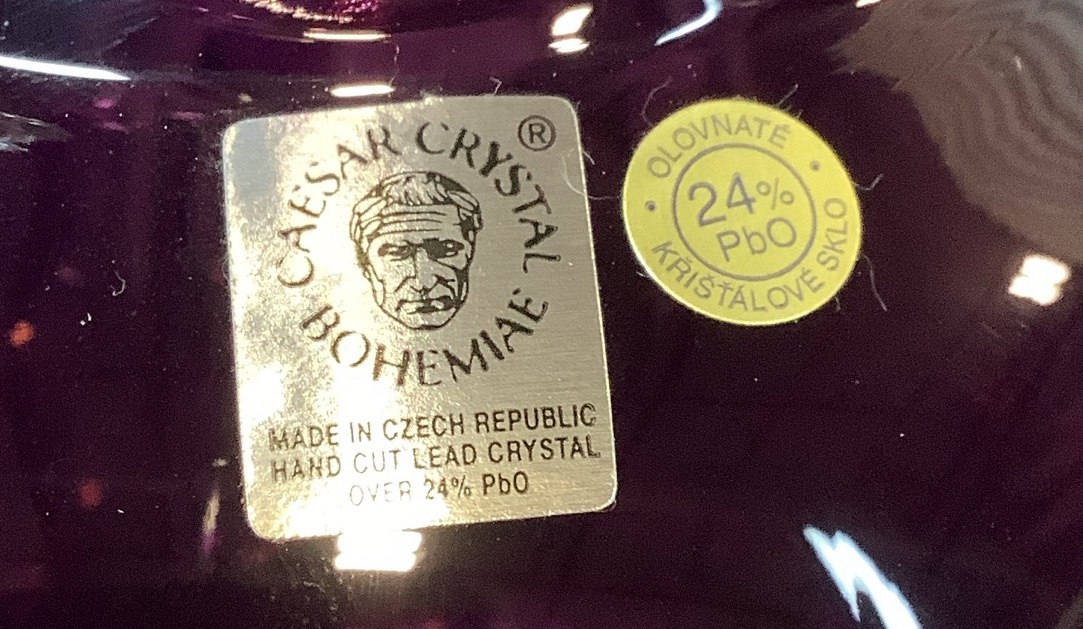 CAESAR CRYSTAL ®
BOHEMIAE
MADE IN CZECH REPUBLIC
HAND CUT LEAD CRYSTAL
OVER 24% PbO
OLOVNATÉ
24%
PbO
KŘIŠŤÁLOVÉ SKLO